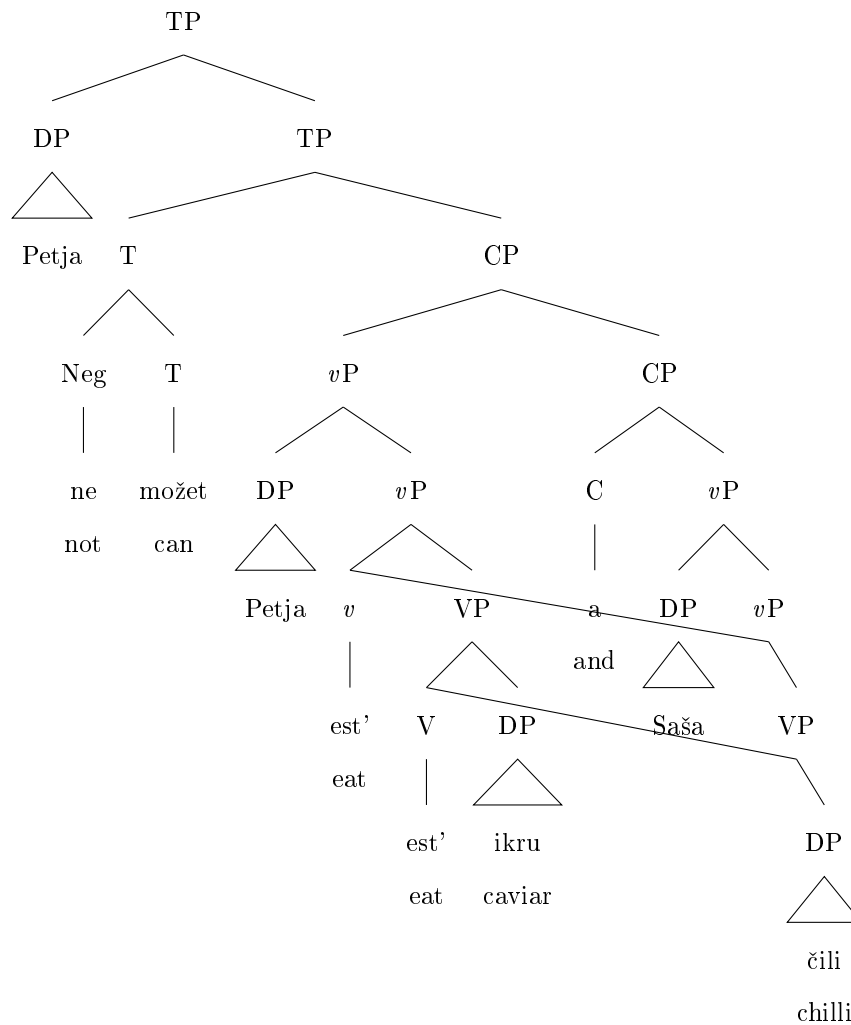 TP
DP TP
Petja T CP
Neg T vP CP
ne možet DP vP C vP
not can
Petja v VP a DP vP
and
est' V DP Saša VP
eat
est' ikru DP
eat caviar
čili
chilli